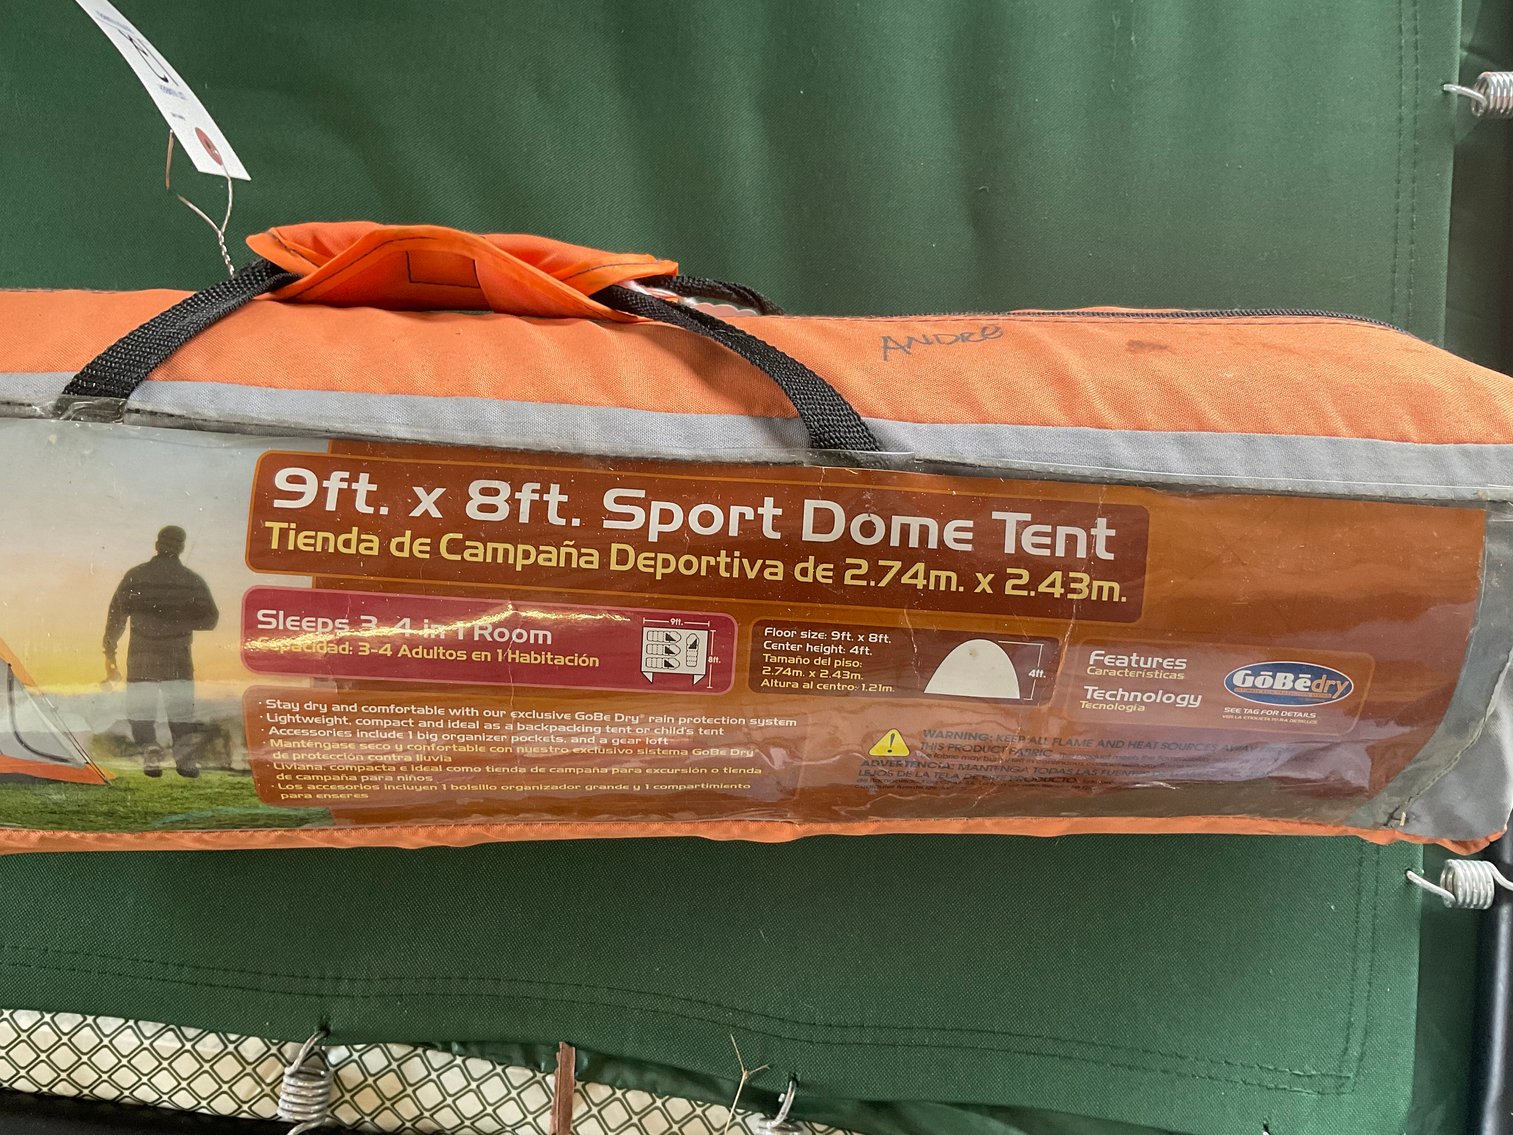 ANDRE
9ft. x 8ft. Sport Dome Tent
Tienda de Campaña Deportiva de 2.74m. x 2.43m.
Sleeps 3-4 in 1 Room
Capacidad: 3-4 Adultos en 1 Habitación
9ft.
8ft.
Floor size: 9ft. x 8ft.
Center height: 4ft.
Tamaño del piso:
2.74m. x 2.43m.
Altura al centro: 1.21m.
4ft.
Features
Características
Technology
Tecnología
GōBēdry
SEE TAG FOR DETAILS
· Stay dry and comfortable with our exclusive GoBe Dry® rain protection system
· Lightweight, compact and ideal as a backpacking tent or child's tent
· Accessories include 1 big organizer pockets, and a gear loft
· Manténgase seco y confortable con nuestro exclusivo sistema GoBe Dry
de protección contra lluvia
· Liviana, compacta e ideal como tienda de campaña para excursión o tienda
de campaña para niños
· Los accesorios incluyen 1 bolsillo organizador grande y 1 compartimiento
para enseres
WARNING: KEEP ALL FLAME AND HEAT SOURCES AWAY
THIS PRODUCT FABRIC
ADVERTENCIA: MANTENGA TODAS LAS
LEJOS DE LA TELA DE ESTE PRODUCTO.